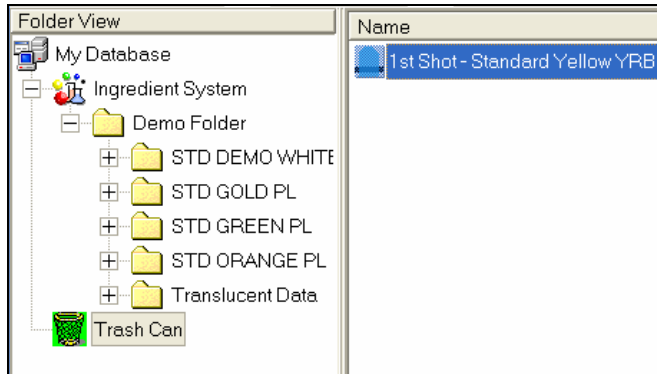 Folder View
My Database
Ingredient System
Demo Folder
STD DEMO WHITE
STD GOLD PL
STD GREEN PL
STD ORANGE PL
Translucent Data
Trash Can
Name
1st Shot - Standard Yellow YRB